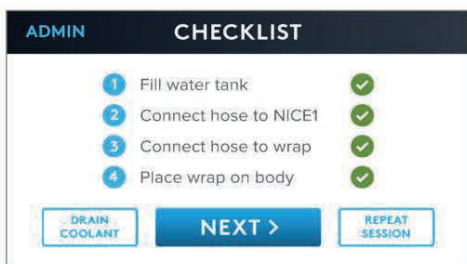 ADMIN CHECKLIST
1 Fill water tank
2 Connect hose to NICE1
3 Connect hose to wrap
4 Place wrap on body
DRAIN COOLANT
NEXT >
REPEAT SESSION